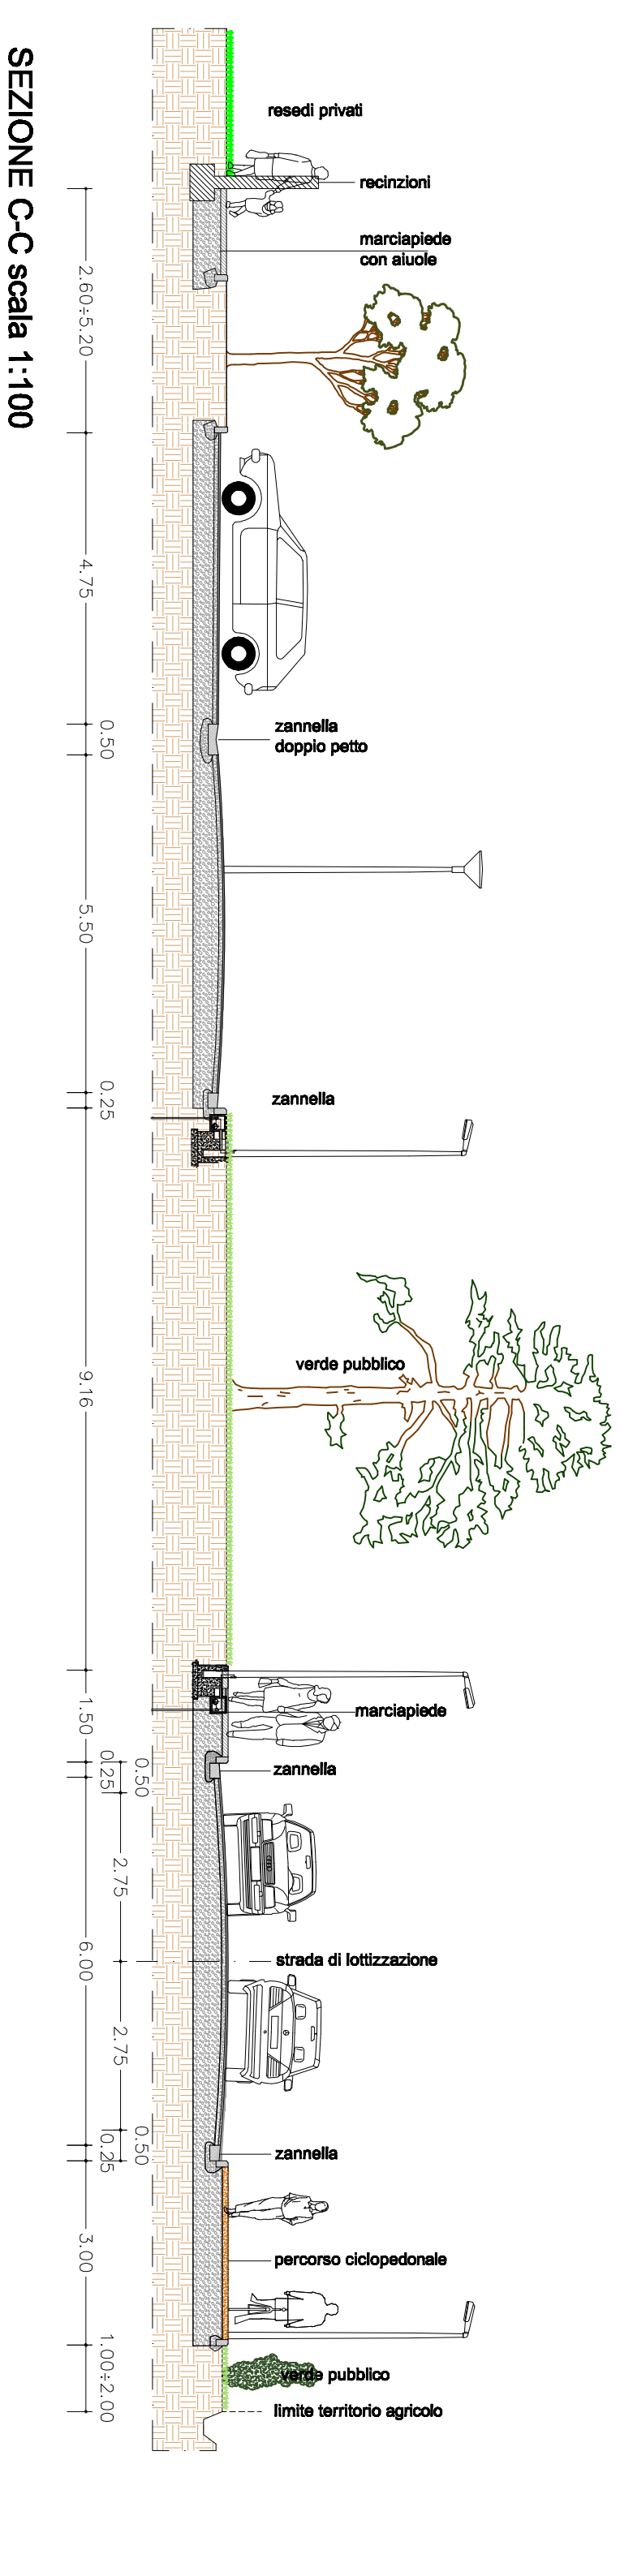 SEZIONE C-C scala 1:100
resedi privati
recinzioni
marciapiede
con aiuole
2.60÷5.20
4.75
zannella
doppio petto
0.50
5.50
0.25
zannella
verde pubblico
9.16
marciapiede
1.50
zannella
0.25
0.50
2.75
strada di lottizzazione
6.00
2.75
0.50
0.25
zannella
percorso ciclopedonale
3.00
verde pubblico
1.00÷2.00
limite territorio agricolo